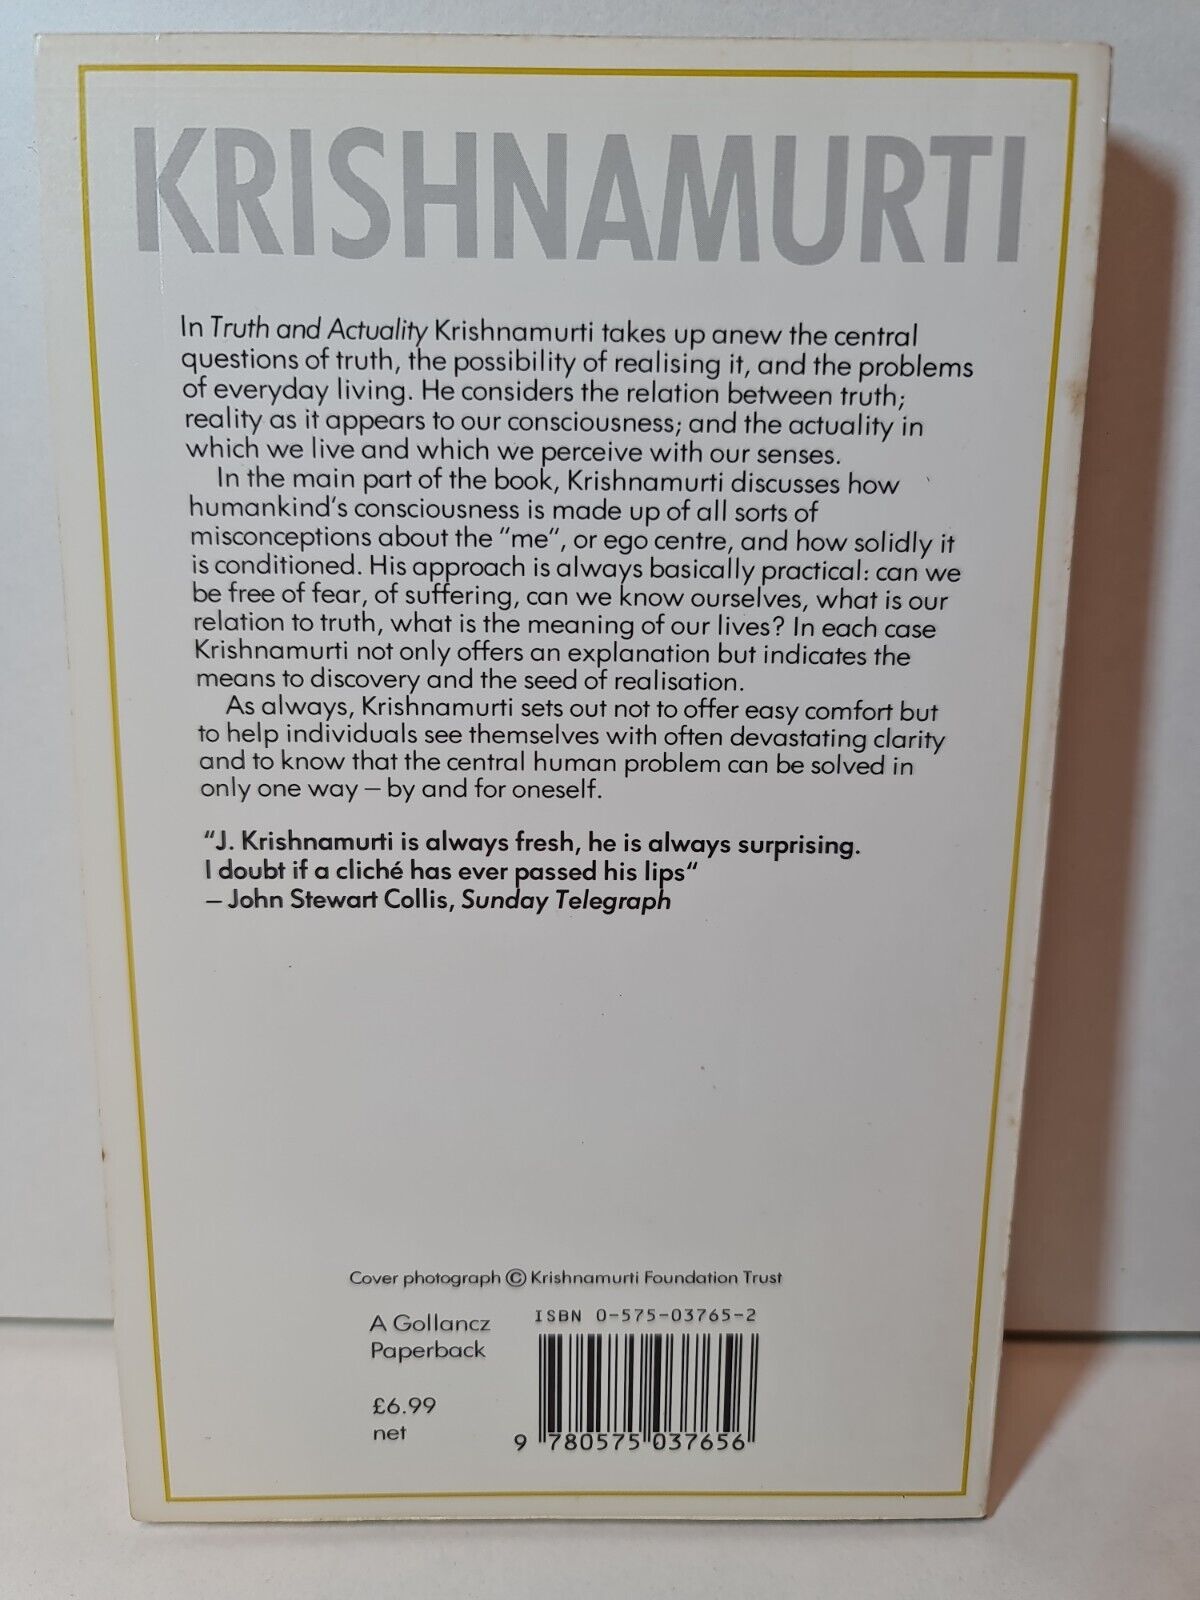 KRISHNAMURTI
In Truth and Actuality Krishnamurti takes up anew the central
questions of truth, the possibility of realising it, and the problems
of everyday living. He considers the relation between truth;
reality as it appears to our consciousness; and the actuality in
which we live and which we perceive with our senses.
In the main part of the book, Krishnamurti discusses how
humankind's consciousness is made up of all sorts of
misconceptions about the "me", or ego centre, and how solidly it
is conditioned. His approach is always basically practical: can we
be free of fear, of suffering, can we know ourselves, what is our
relation to truth, what is the meaning of our lives? In each case
Krishnamurti not only offers an explanation but indicates the
means to discovery and the seed of realisation.
As always, Krishnamurti sets out not to offer easy comfort but
to help individuals see themselves with often devastating clarity
and to know that the central human problem can be solved in
only one way – by and for oneself.
"J. Krishnamurti is always fresh, he is always surprising.
I doubt if a cliché has ever passed his lips"
– John Stewart Collis, Sunday Telegraph
Cover photograph © Krishnamurti Foundation Trust
A Gollancz
Paperback
£6.99
net
ISBN 0-575-03765-2
9 780575 037656